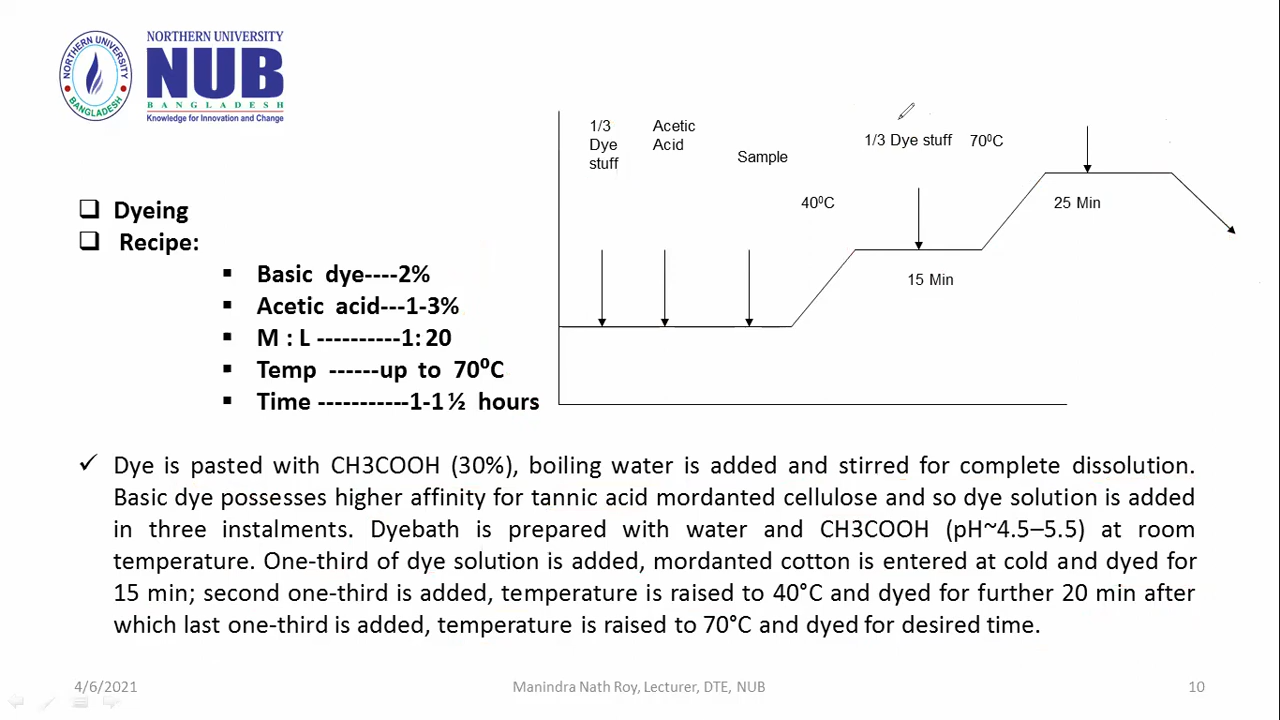 NORTHERN UNIVERSITY
NORTHERN UNIVERSITY
BANGLADESH
NUB
BANGLADESH
Knowledge for Innovation and Change
1/3
Dye
stuff
Acetic
Acid
Sample
40⁰C
1/3 Dye stuff
70⁰C
15 Min
25 Min
❑ Dyeing
❑ Recipe:
▪ Basic dye----2%
▪ Acetic acid---1-3%
▪ M : L ----------1: 20
▪ Temp ------up to 70⁰C
▪ Time -----------1-1 ½ hours
✓ Dye is pasted with CH3COOH (30%), boiling water is added and stirred for complete dissolution.
Basic dye possesses higher affinity for tannic acid mordanted cellulose and so dye solution is added
in three instalments. Dyebath is prepared with water and CH3COOH (pH~4.5–5.5) at room
temperature. One-third of dye solution is added, mordanted cotton is entered at cold and dyed for
15 min; second one-third is added, temperature is raised to 40°C and dyed for further 20 min after
which last one-third is added, temperature is raised to 70°C and dyed for desired time.
4/6/2021
Manindra Nath Roy, Lecturer, DTE, NUB
10